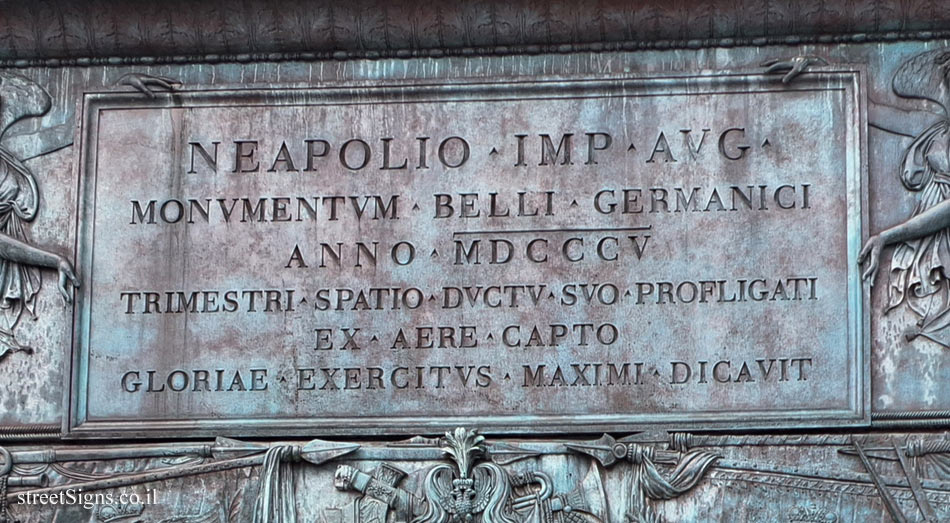 NEAPOLIO · IMP · AVG ·
MONVMENTVM · BELLI · GERMANICI
ANNO · MDCCCV
TRIMESTRI · SPATIO · DVCTV · SVO · PROFLIGATI
EX · AERE · CAPTO
GLORIAE · EXERCITVS · MAXIMI · DICAVIT
streetSigns.co.il